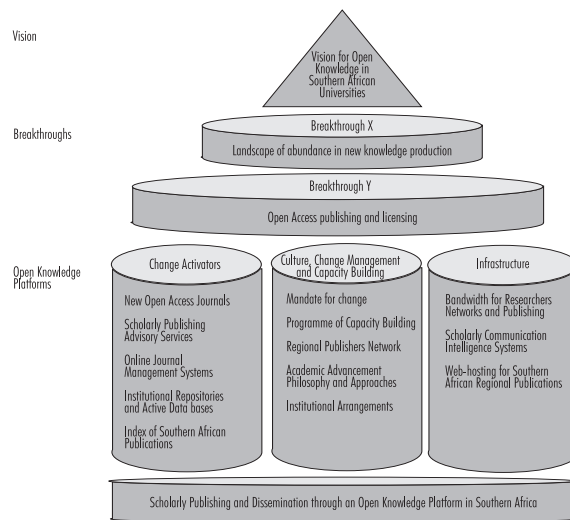 Vision
Vision for Open
Knowledge in
Southern African
Universities
Breakthroughs
Breakthrough X
Landscape of abundance in new knowledge production
Breakthrough Y
Open Access publishing and licensing
Open Knowledge
Platforms
Change Activators
New Open Access Journals
Scholarly Publishing
Advisory Services
Online Journal
Management Systems
Institutional Repositories
and Active Data bases
Index of Southern African
Publications
Culture, Change Management
and Capacity Building
Mandate for change
Programme of Capacity Building
Regional Publishers Network
Academic Advancement
Philosophy and Approaches
Institutional Arrangements
Infrastructure
Bandwidth for Researchers
Networks and Publishing
Scholarly Communication
Intelligence Systems
Web-hosting for Southern
African Regional Publications
Scholarly Publishing and Dissemination through an Open Knowledge Platform in Southern Africa